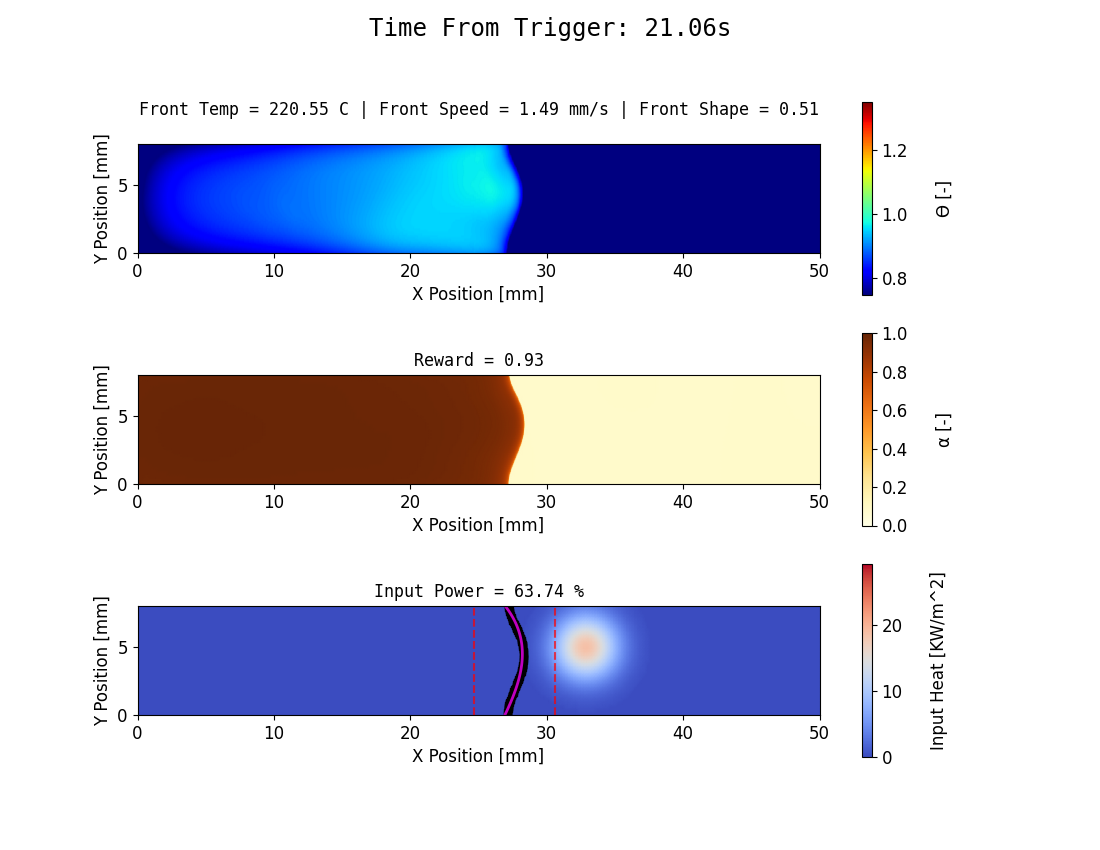 Time From Trigger: 21.06s
Front Temp = 220.55 C | Front Speed = 1.49 mm/s | Front Shape = 0.51
Y Position [mm]
5
0
0 10 20 30 40 50
X Position [mm]
1.2
1.0
0.8
Θ [-]
Reward = 0.93
Y Position [mm]
5
0
0 10 20 30 40 50
X Position [mm]
1.0
0.8
0.6
0.4
0.2
0.0
α [-]
Input Power = 63.74 %
Y Position [mm]
5
0
0 10 20 30 40 50
X Position [mm]
20
10
0
Input Heat [KW/m^2]